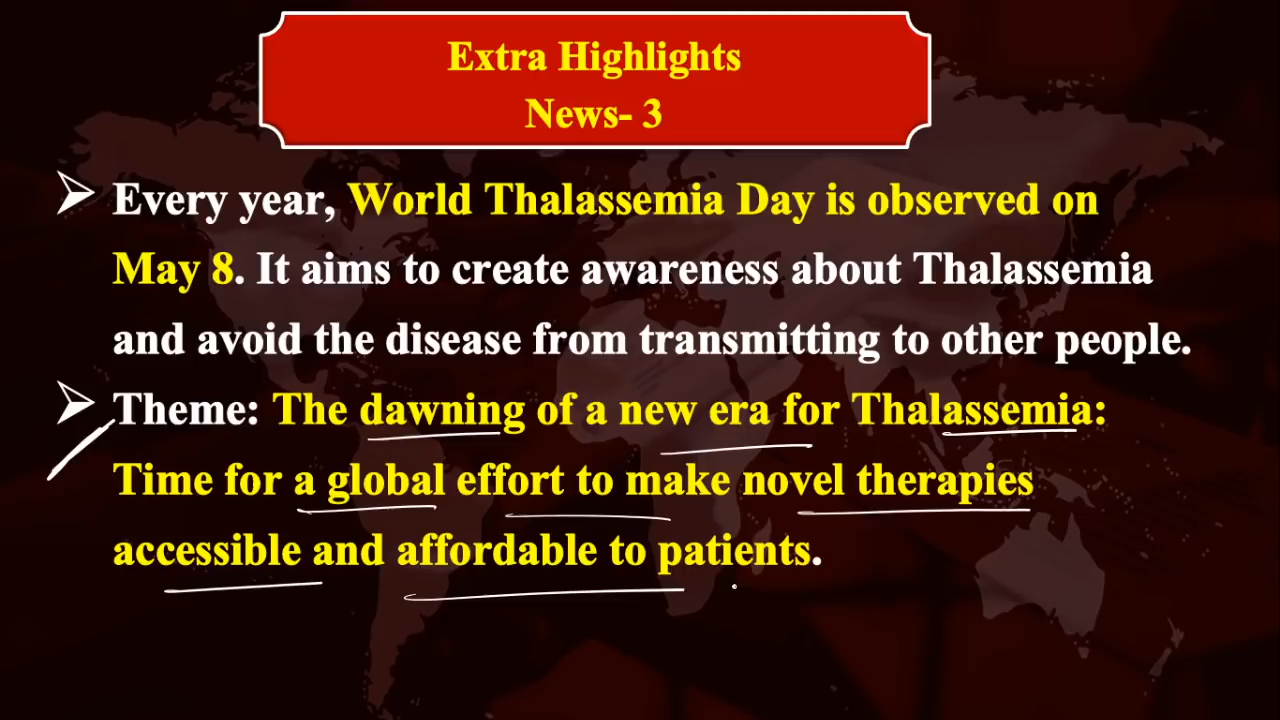 Extra Highlights
News- 3
Every year, World Thalassemia Day is observed on
May 8. It aims to create awareness about Thalassemia
and avoid the disease from transmitting to other people.
Theme: The dawning of a new era for Thalassemia:
Time for a global effort to make novel therapies
accessible and affordable to patients.